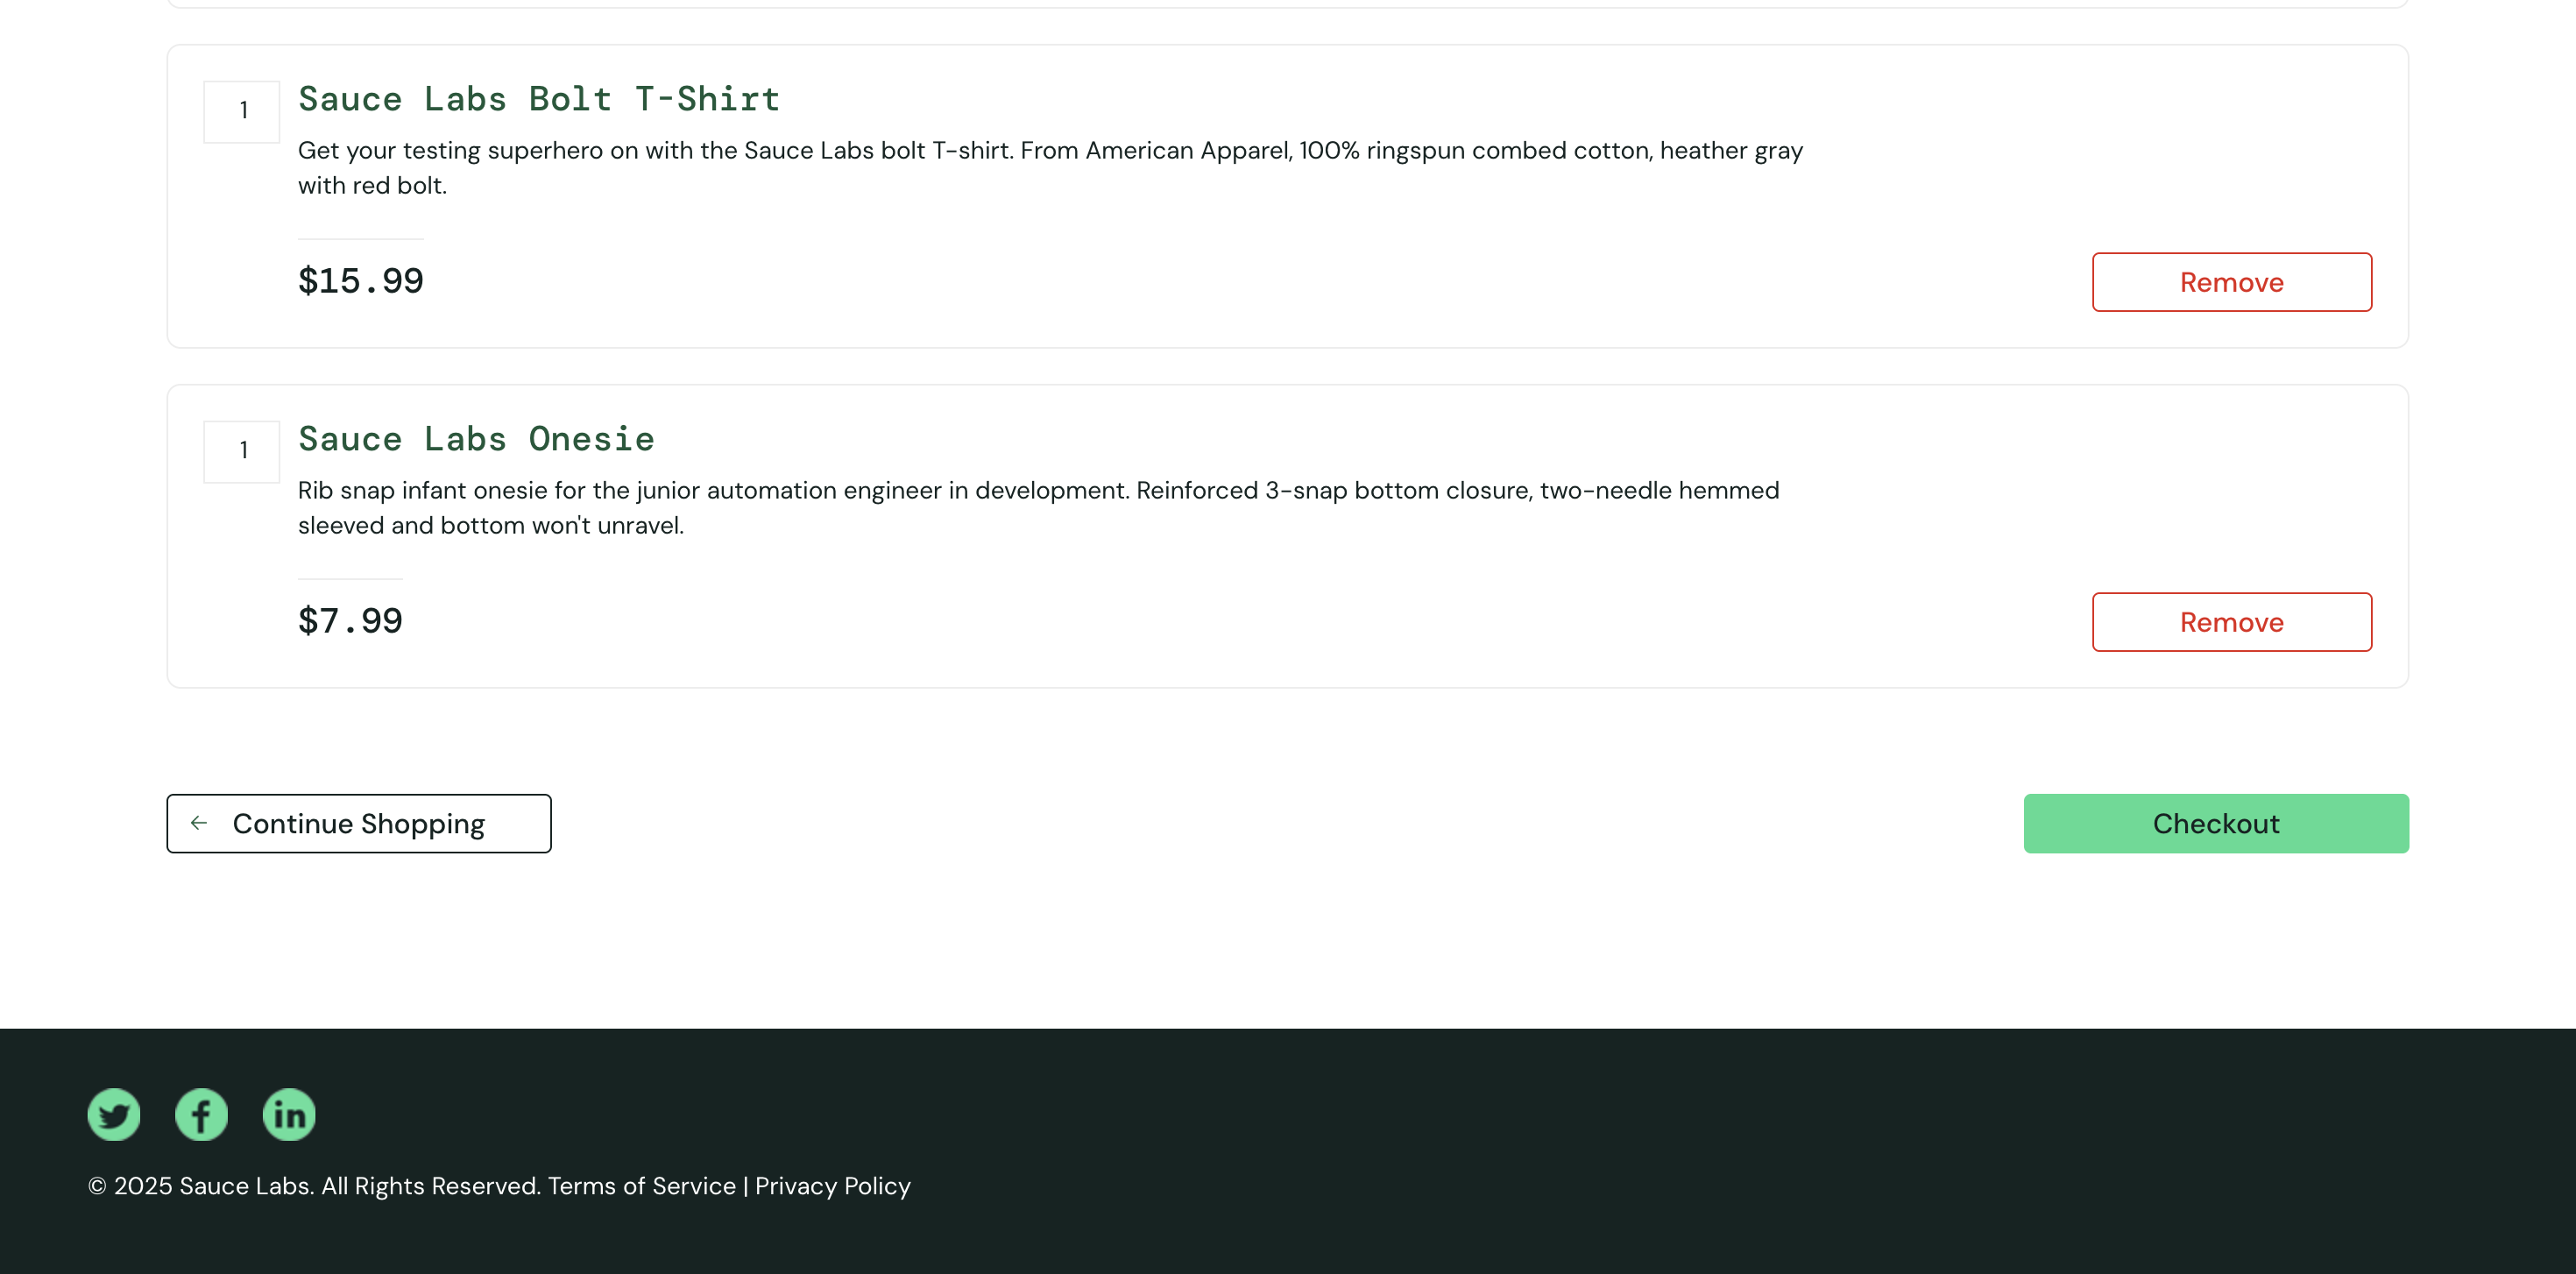 1
Sauce Labs Bolt T-Shirt
Get your testing superhero on with the Sauce Labs bolt T-shirt. From American Apparel, 100% ringspun combed cotton, heather gray
with red bolt.
$15.99
Remove
1
Sauce Labs Onesie
Rib snap infant onesie for the junior automation engineer in development. Reinforced 3-snap bottom closure, two-needle hemmed
sleeved and bottom won't unravel.
$7.99
Remove
Continue Shopping
Checkout
© 2025 Sauce Labs. All Rights Reserved. Terms of Service | Privacy Policy